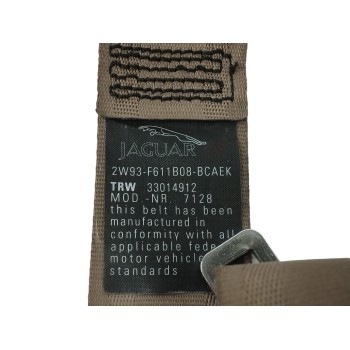 JAGUAR
2W93-F611B08-BCAEK
TRW 33014912
MOD.-NR. 7128
this belt has been
manufactured in
conformity with all
applicable fede
motor vehicle
standards